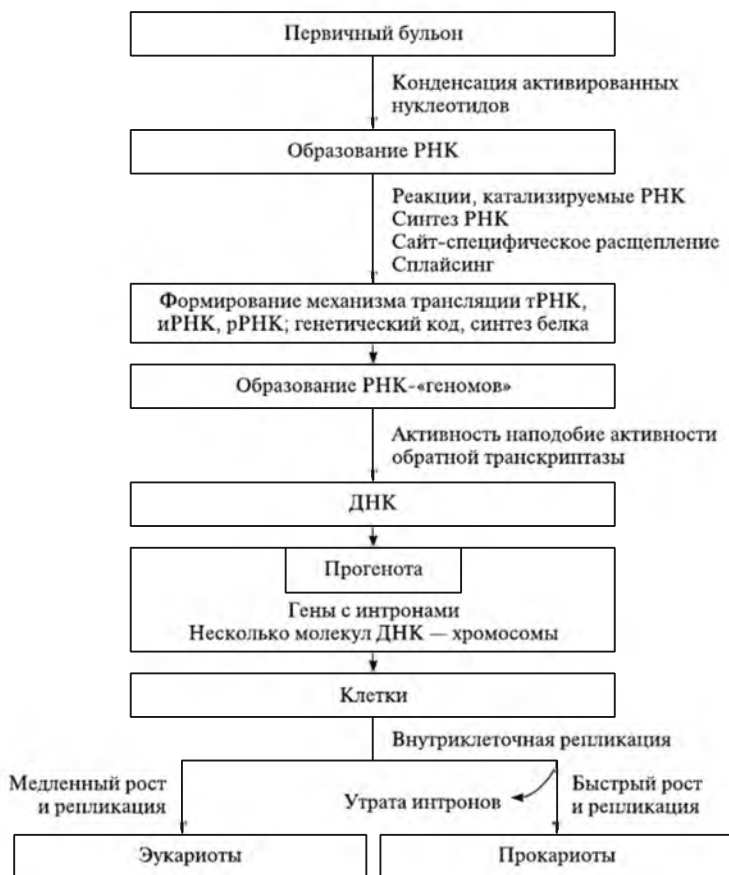 Первичный бульон
Конденсация активированных
нуклеотидов
Образование РНК
Реакции, катализируемые РНК
Синтез РНК
Сайт-специфическое расщепление
Сплайсинг
Формирование механизма трансляции тРНК,
иРНК, рРНК; генетический код, синтез белка
Образование РНК-«геномов»
Активность наподобие активности
обратной транскриптазы
ДНК
Прогенота
Гены с интронами
Несколько молекул ДНК — хромосомы
Клетки
Внутриклеточная репликация
Медленный рост
и репликация
Утрата интронов
Быстрый рост
и репликация
Эукариоты
Прокариоты